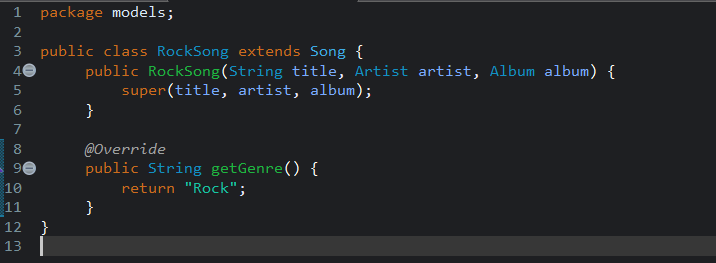 1 package models;
2
3 public class RockSong extends Song {
4     public RockSong(String title, Artist artist, Album album) {
5         super(title, artist, album);
6     }
7
8     @Override
9     public String getGenre() {
10         return "Rock";
11     }
12 }
13